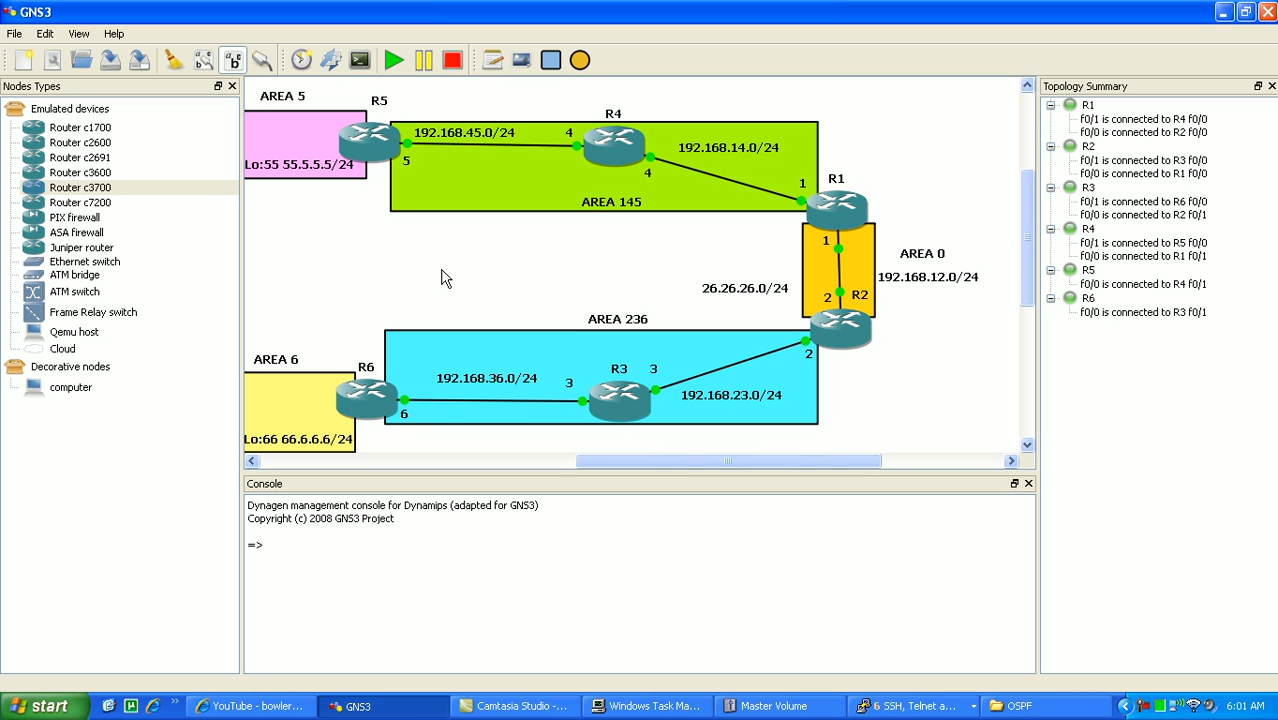 GNS3
File Edit View Help
Nodes Types
Emulated devices
Router c1700
Router c2600
Router c2691
Router c3600
Router c3700
Router c7200
PIX firewall
ASA firewall
Juniper router
Ethernet switch
ATM bridge
ATM switch
Frame Relay switch
Qemu host
Cloud
Decorative nodes
computer
AREA 5
R5
192.168.45.0/24
4
R4
192.168.14.0/24
5
4
1
R1
Lo:55 55.5.5.5/24
AREA 145
1
AREA 0
192.168.12.0/24
26.26.26.0/24
2
R2
AREA 236
2
AREA 6
R6
192.168.36.0/24
3
R3
3
192.168.23.0/24
6
Lo:66 66.6.6.6/24
Console
Dynagen management console for Dynamips (adapted for GNS3)
Copyright (c) 2008 GNS3 Project
=>
Topology Summary
R1
f0/1 is connected to R4 f0/0
f0/0 is connected to R2 f0/0
R2
f0/1 is connected to R3 f0/0
f0/0 is connected to R1 f0/0
R3
f0/1 is connected to R6 f0/0
f0/0 is connected to R2 f0/1
R4
f0/1 is connected to R5 f0/0
f0/0 is connected to R1 f0/1
R5
f0/0 is connected to R4 f0/1
R6
f0/0 is connected to R3 f0/1
start
YouTube - bowler...
GNS3
Camtasia Studio -...
Windows Task Ma...
Master Volume
6 SSH, Telnet a...
OSPF
6:01 AM